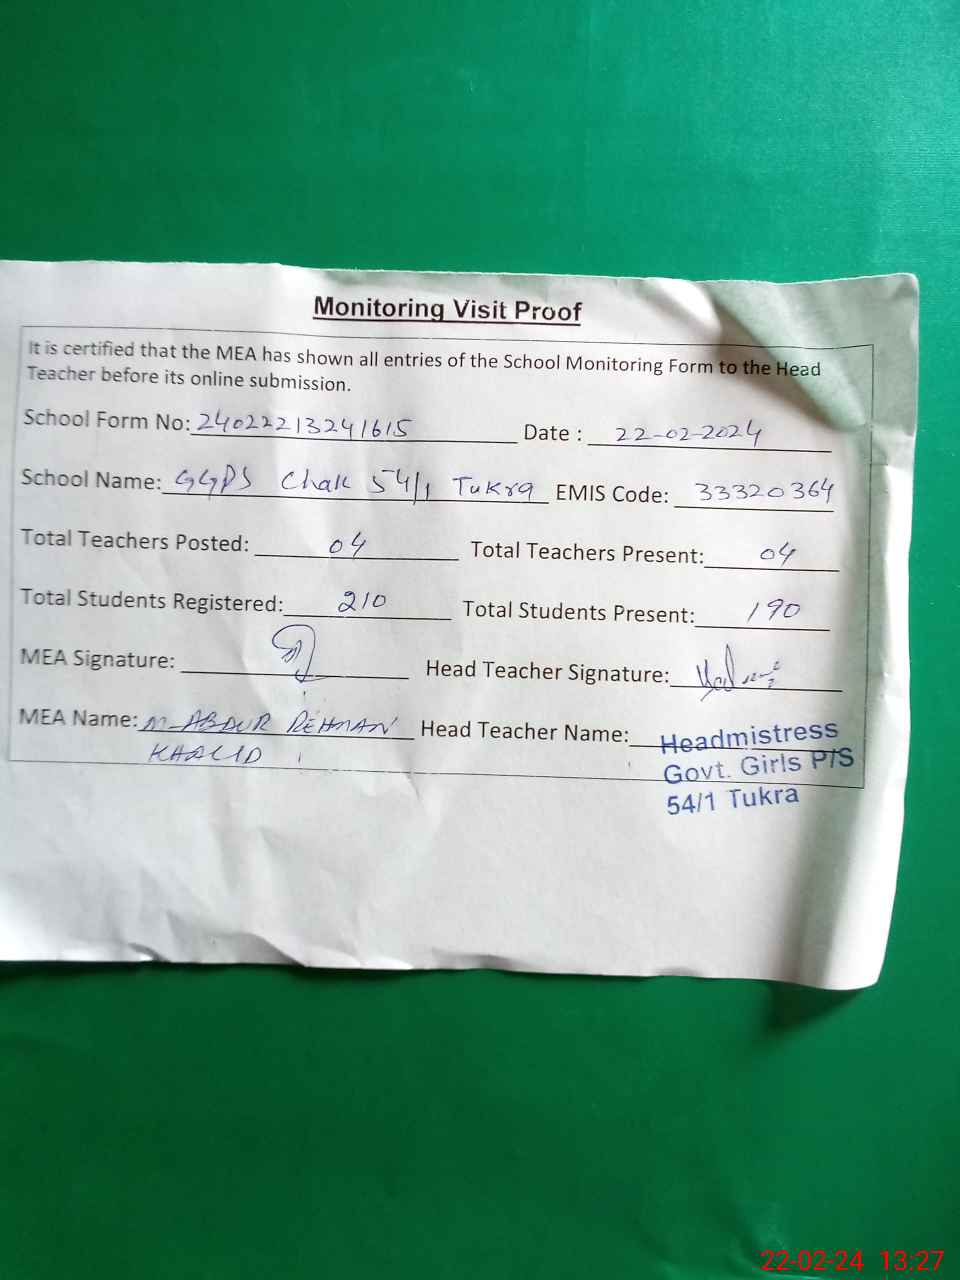 Monitoring Visit Proof
It is certified that the MEA has shown all entries of the School Monitoring Form to the Head
Teacher before its online submission.
School Form No: 24022213241615 Date : 22-02-2024
School Name: GGPS Chak 54/1 Tukra EMIS Code: 33320364
Total Teachers Posted: 04 Total Teachers Present: 04
Total Students Registered: 210 Total Students Present: 190
MEA Signature: Head Teacher Signature:
MEA Name: M-ABDUR REHMAN Head Teacher Name: Headmistress
KHALID Govt. Girls P/S
54/1 Tukra
22-02-24 13:27